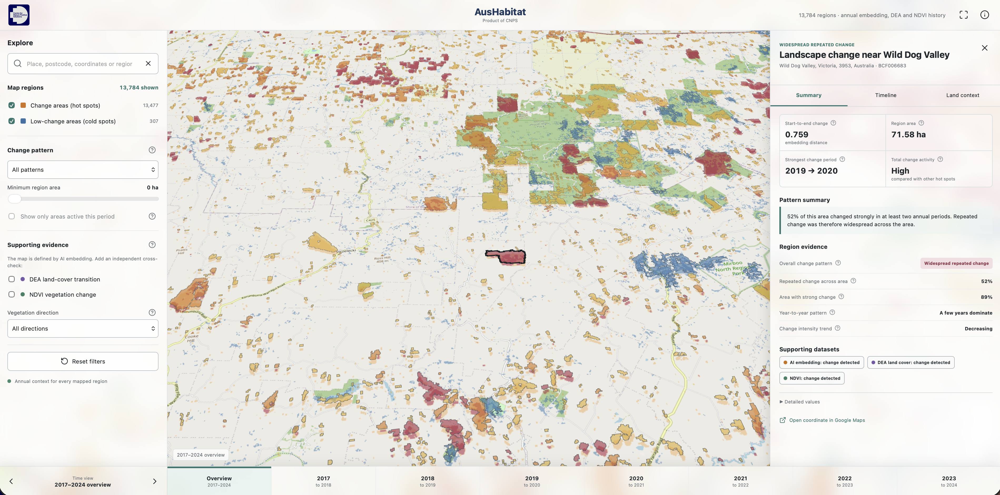 Centre for
Nature Positive
Solutions
AusHabitat
Product of CNPS
13,784 regions · annual embedding, DEA and NDVI history
Explore
Place, postcode, coordinates or region
Map regions
13,784 shown
Change areas (hot spots)
13,477
Low-change areas (cold spots)
307
Change pattern
All patterns
Minimum region area
0 ha
Show only areas active this period
Supporting evidence
The map is defined by AI embedding. Add an independent cross-
check:
DEA land-cover transition
NDVI vegetation change
Vegetation direction
All directions
Reset filters
Annual context for every mapped region
C425
C425
C425
Mount
Worth State
Park
Strzelecki
Ross Hill
408 m
Pratts
Hill
Korumburra-Warragul Road
Korumburra
Cooke
Hill
93
Mirboo
North Regional
Park
Yarragon Road
2017–2024 overview
WIDESPREAD REPEATED CHANGE
Landscape change near Wild Dog Valley
Wild Dog Valley, Victoria, 3953, Australia · BCF006683
Summary
Timeline
Land context
Start-to-end change
0.759
embedding distance
Region area
71.58 ha
Strongest change period
2019 → 2020
Total change activity
High
compared with other hot spots
Pattern summary
52% of this area changed strongly in at least two annual periods. Repeated
change was therefore widespread across the area.
Region evidence
Overall change pattern
Widespread repeated change
Repeated change across area
52%
Area with strong change
89%
Year-to-year pattern
A few years dominate
Change intensity trend
Decreasing
Supporting datasets
AI embedding: change detected
DEA land cover: change detected
NDVI: change detected
Detailed values
Open coordinate in Google Maps
Time view
2017–2024 overview
Overview
2017–2024
2017
to 2018
2018
to 2019
2019
to 2020
2020
to 2021
2021
to 2022
2022
to 2023
2023
to 2024